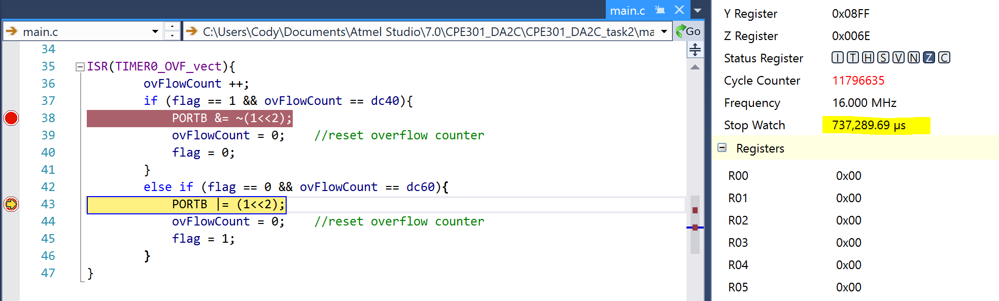 main.c
main.c
C:\Users\Cody\Documents\Atmel Studio\7.0\CPE301_DA2C\CPE301_DA2C_task2\ma
Go
34
35 ISR(TIMER0_OVF_vect){
36 ovFlowCount ++;
37 if (flag == 1 && ovFlowCount == dc40){
38 PORTB &= ~(1<<2);
39 ovFlowCount = 0; //reset overflow counter
40 flag = 0;
41 }
42 else if (flag == 0 && ovFlowCount == dc60){
43 PORTB |= (1<<2);
44 ovFlowCount = 0; //reset overflow counter
45 flag = 1;
46 }
47 }
Y Register 0x08FF
Z Register 0x006E
Status Register I T H S V N Z C
Cycle Counter 11796635
Frequency 16.000 MHz
Stop Watch 737,289.69 µs
Registers
R00 0x00
R01 0x00
R02 0x00
R03 0x00
R04 0x00
R05 0x00